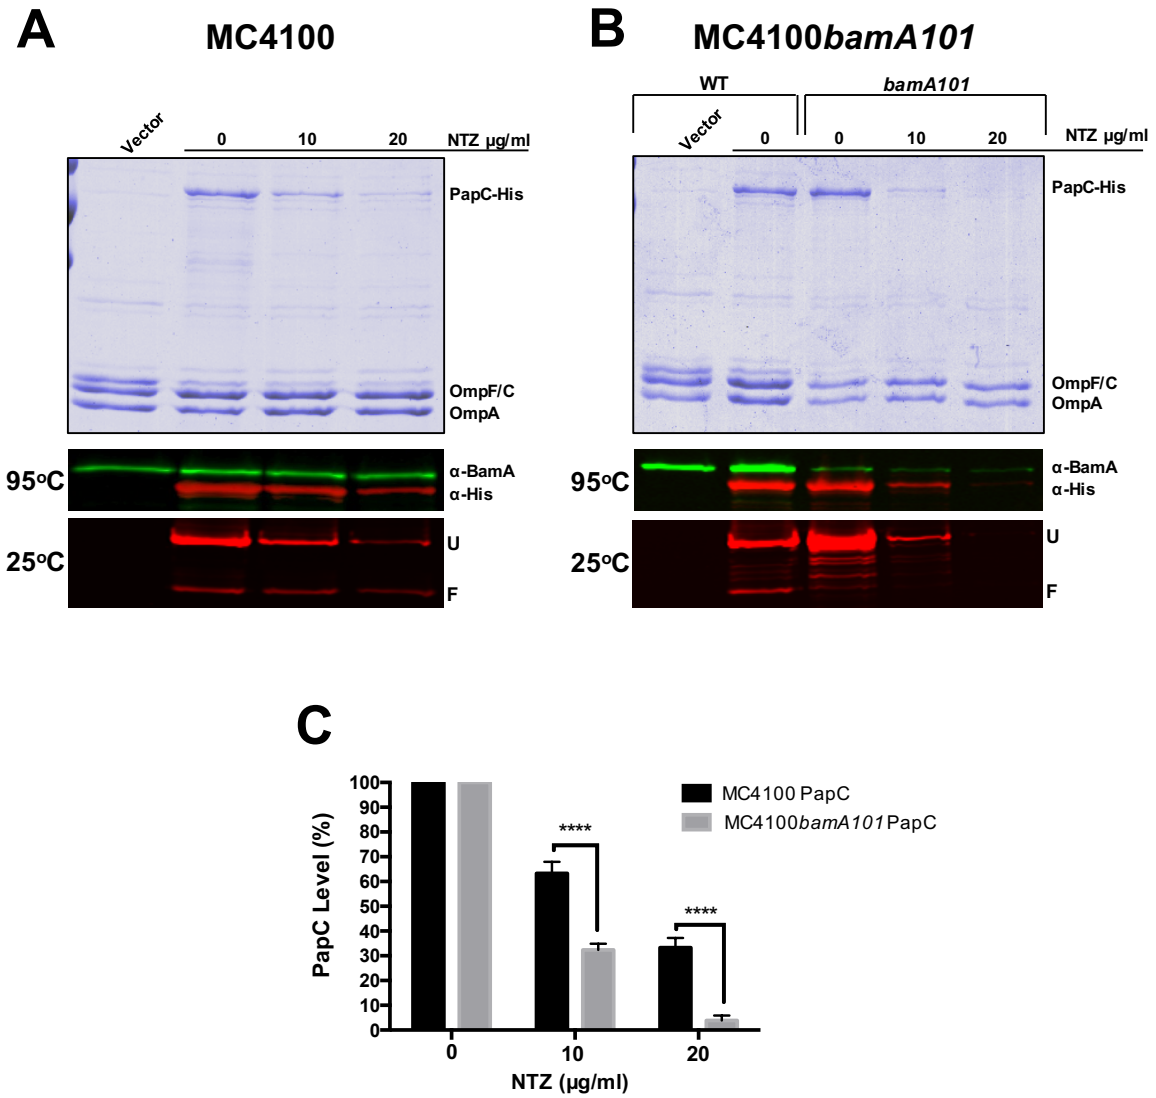 A
MC4100
Vector
0 10 20 NTZ µg/ml
PapC-His
OmpF/C
OmpA
95°C
α-BamA
α-His
25°C
U
F
B
MC4100bamA101
WT bamA101
Vector
0 0 10 20 NTZ µg/ml
PapC-His
OmpF/C
OmpA
95°C
α-BamA
α-His
25°C
U
F
C
PapC Level (%)
100
90
80
70
60
50
40
30
20
10
0
****
****
MC4100 PapC
MC4100bamA101 PapC
0 10 20
NTZ (µg/ml)